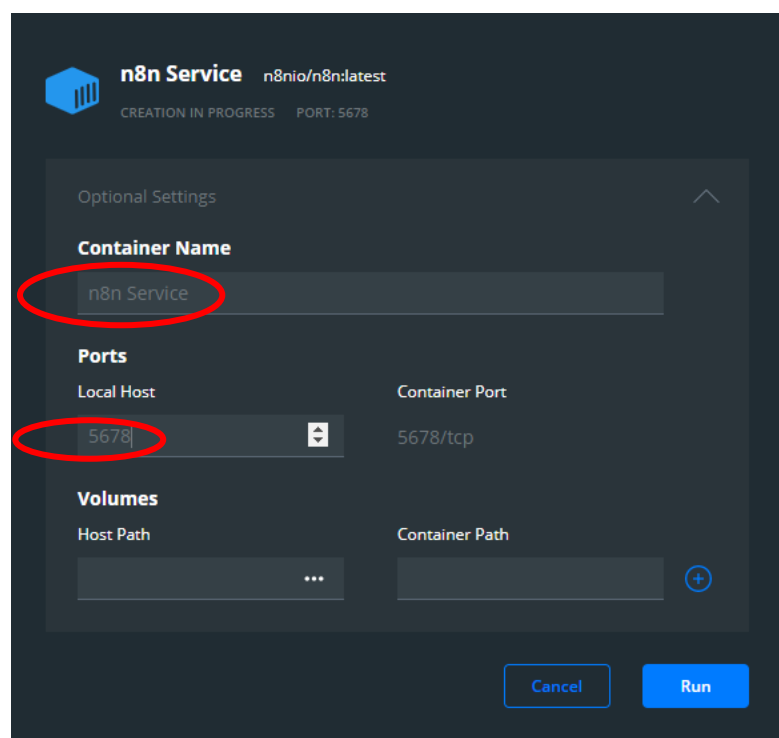 n8n Service n8nio/n8n:latest
CREATION IN PROGRESS PORT: 5678
Optional Settings
Container Name
n8n Service
Ports
Local Host Container Port
5678 5678/tcp
Volumes
Host Path Container Path
Cancel Run